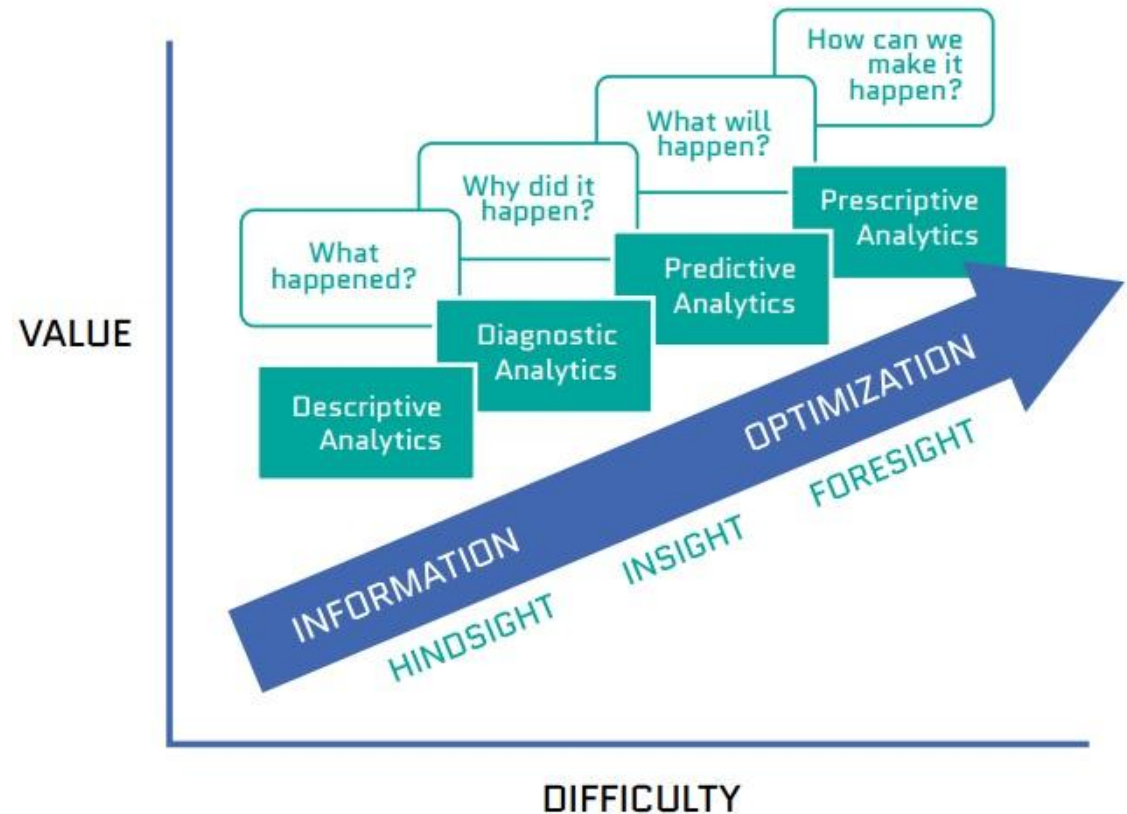 How can we
make it
happen?
What will
happen?
Why did it
happen?
What
happened?
Prescriptive
Analytics
Predictive
Analytics
Diagnostic
Analytics
Descriptive
Analytics
VALUE
INFORMATION
OPTIMIZATION
HINDSIGHT
INSIGHT
FORESIGHT
DIFFICULTY